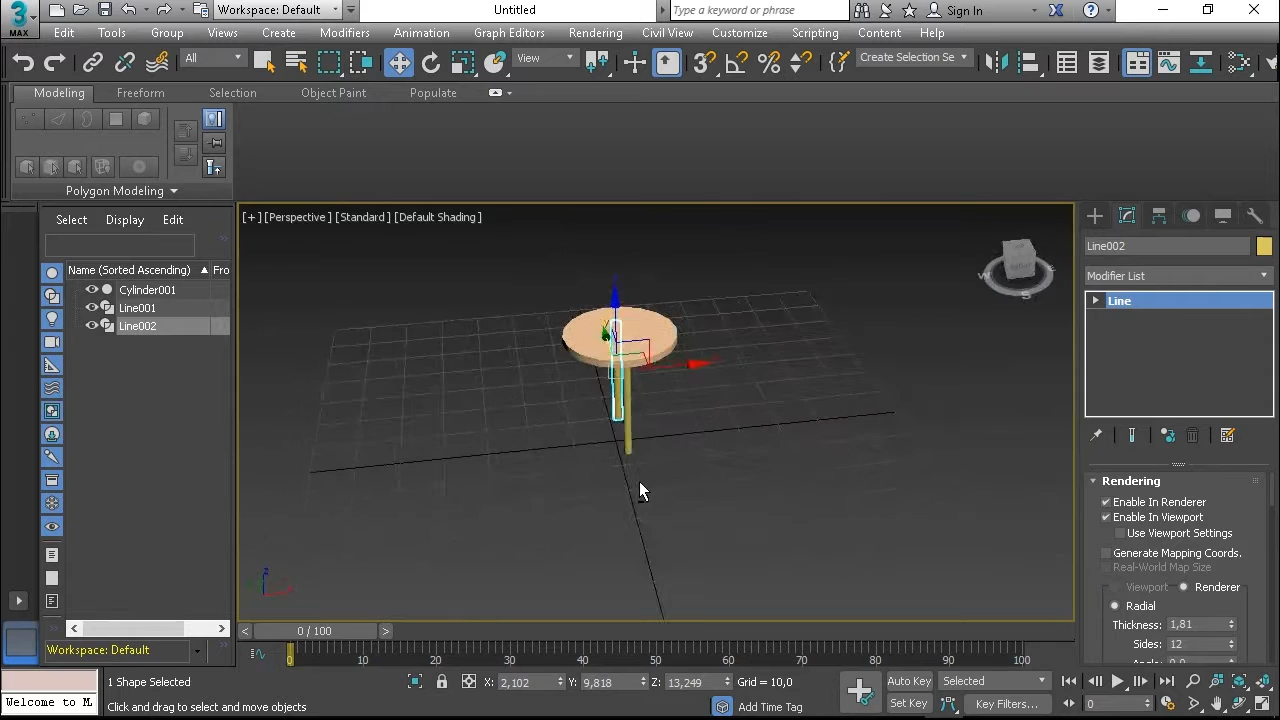 3
MAX
Workspace: Default
Untitled
Type a keyword or phrase
Sign In
Edit Tools Group Views Create Modifiers Animation Graph Editors Rendering Civil View Customize Scripting Content Help
All
View
Create Selection Se
Modeling Freeform Selection Object Paint Populate
Polygon Modeling
Select Display Edit
[+] [Perspective] [Standard] [Default Shading]
Name (Sorted Ascending) Fro
Cylinder001
Line001
Line002
Line002
Modifier List
Line
Rendering
Enable In Renderer
Enable In Viewport
Use Viewport Settings
Generate Mapping Coords.
Real-World Map Size
Viewport Renderer
Radial
Thickness: 1,81
Sides: 12
0 / 100
Workspace: Default
0 10 20 30 40 50 60 70 80 90 100
1 Shape Selected
X: 2,102 Y: 9,818 Z: 13,249 Grid = 10,0
Auto Key Selected
Welcome to M
Click and drag to select and move objects
Add Time Tag
Set Key Key Filters...
0